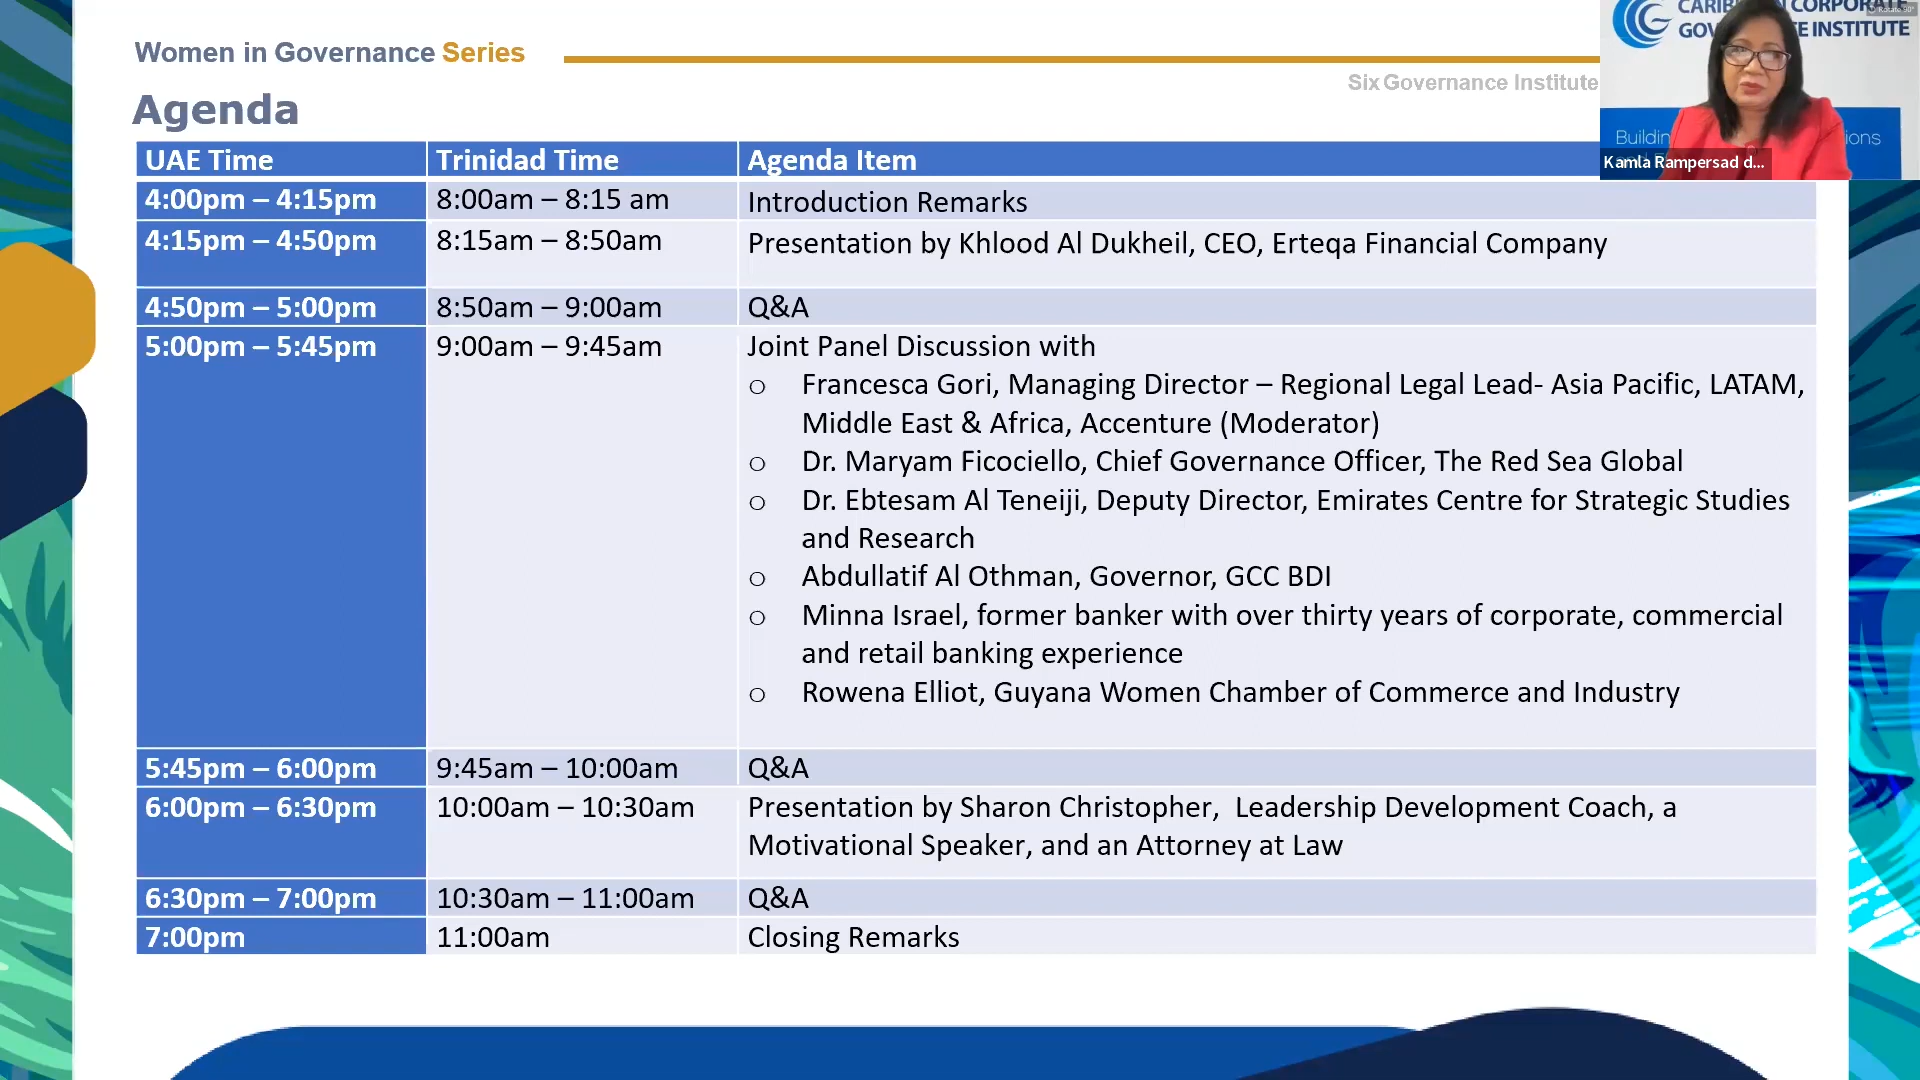 Women in Governance Series
Six Governance Institute
Agenda
CARIB N CORPORATE
GOV E INSTITUTE
Buildin ions
Kamla Rampersad d...
UAE Time Trinidad Time Agenda Item
4:00pm – 4:15pm 8:00am – 8:15 am Introduction Remarks
4:15pm – 4:50pm 8:15am – 8:50am Presentation by Khlood Al Dukheil, CEO, Erteqa Financial Company
4:50pm – 5:00pm 8:50am – 9:00am Q&A
5:00pm – 5:45pm 9:00am – 9:45am Joint Panel Discussion with
o Francesca Gori, Managing Director – Regional Legal Lead- Asia Pacific, LATAM,
Middle East & Africa, Accenture (Moderator)
o Dr. Maryam Ficociello, Chief Governance Officer, The Red Sea Global
o Dr. Ebtesam Al Teneiji, Deputy Director, Emirates Centre for Strategic Studies
and Research
o Abdullatif Al Othman, Governor, GCC BDI
o Minna Israel, former banker with over thirty years of corporate, commercial
and retail banking experience
o Rowena Elliot, Guyana Women Chamber of Commerce and Industry
5:45pm – 6:00pm 9:45am – 10:00am Q&A
6:00pm – 6:30pm 10:00am – 10:30am Presentation by Sharon Christopher, Leadership Development Coach, a
Motivational Speaker, and an Attorney at Law
6:30pm – 7:00pm 10:30am – 11:00am Q&A
7:00pm 11:00am Closing Remarks